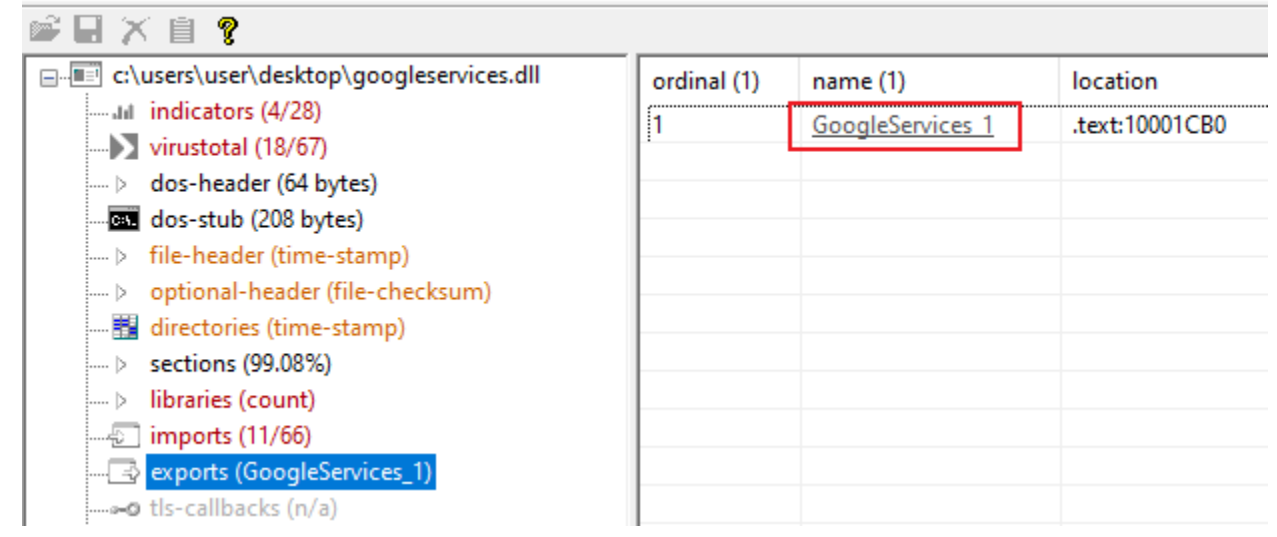 c:\users\user\desktop\googleservices.dll
indicators (4/28)
virustotal (18/67)
dos-header (64 bytes)
dos-stub (208 bytes)
file-header (time-stamp)
optional-header (file-checksum)
directories (time-stamp)
sections (99.08%)
libraries (count)
imports (11/66)
exports (GoogleServices_1)
tls-callbacks (n/a)
ordinal (1) name (1) location
1 GoogleServices_1 .text:10001CB0